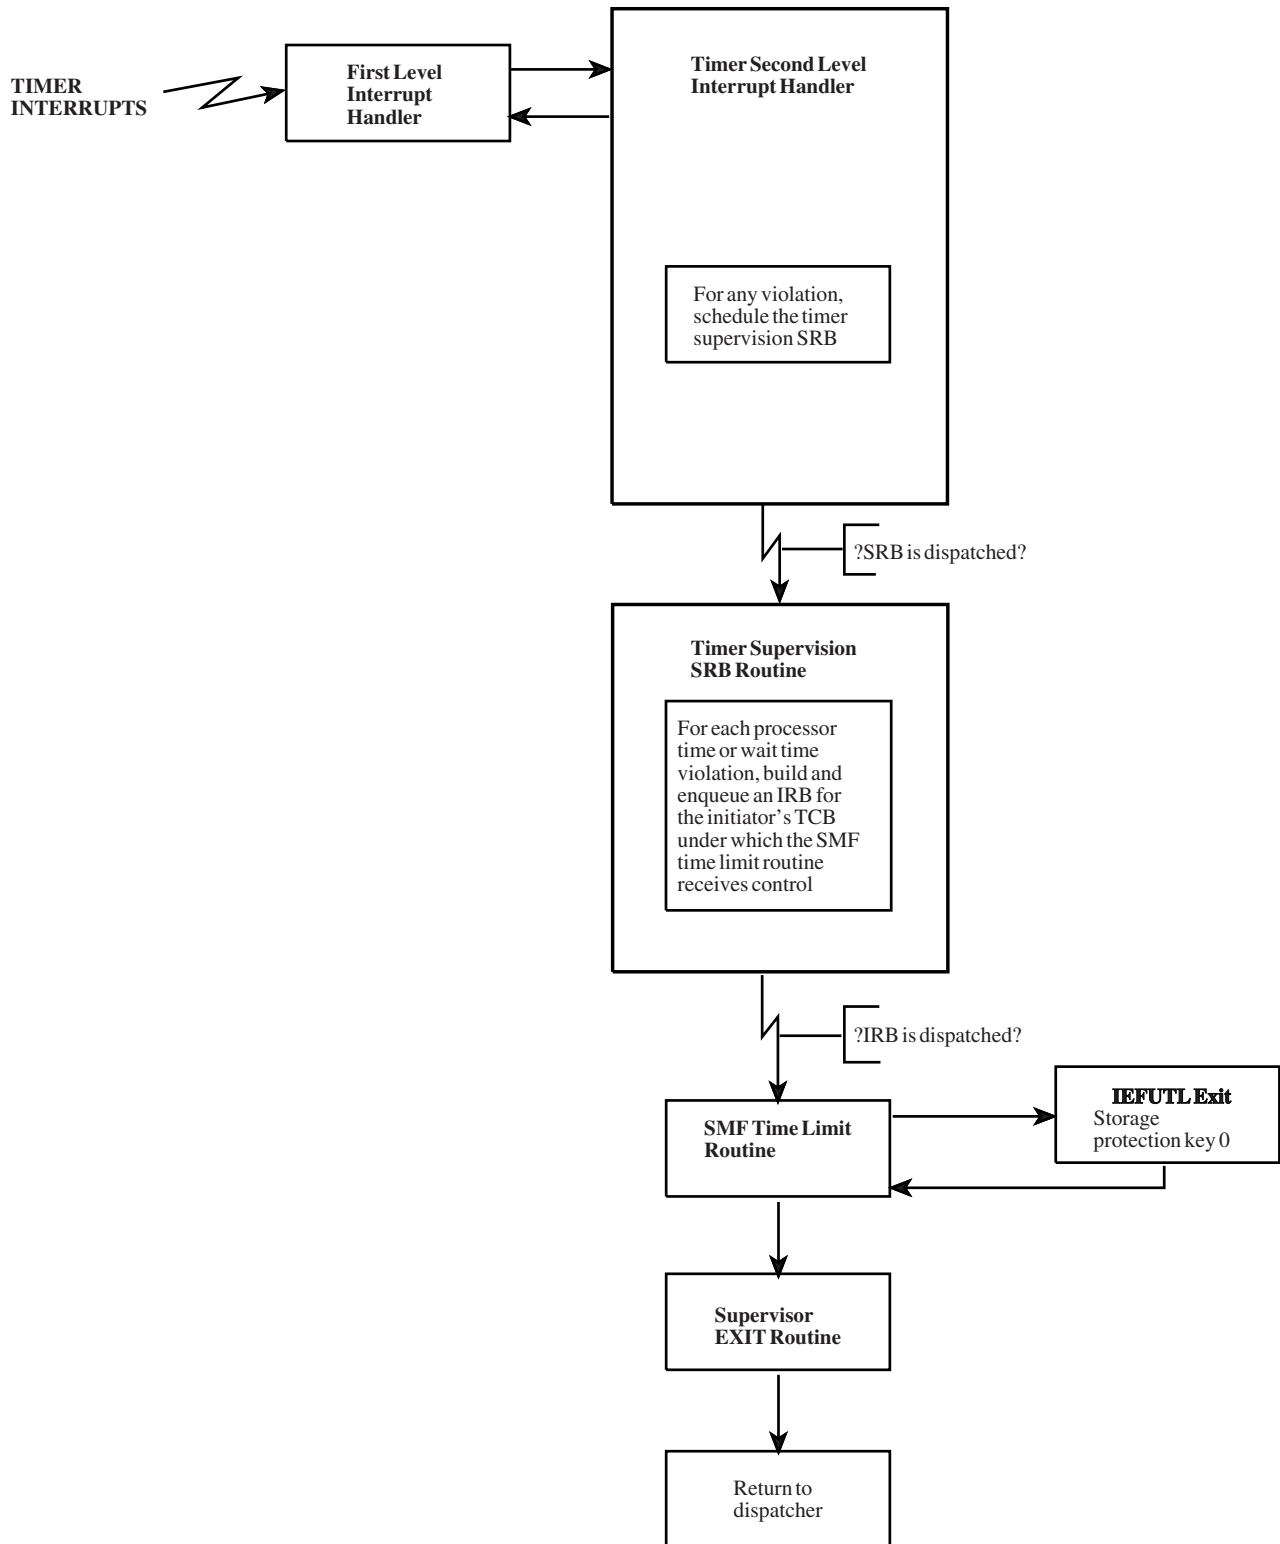 TIMER
INTERRUPTS
First Level
Interrupt
Handler
Timer Second Level
Interrupt Handler
For any violation,
schedule the timer
supervision SRB
?SRB is dispatched?
Timer Supervision
SRB Routine
For each processor
time or wait time
violation, build and
enqueue an IRB for
the initiator's TCB
under which the SMF
time limit routine
receives control
?IRB is dispatched?
SMF Time Limit
Routine
IEFUTL Exit
Storage
protection key 0
Supervisor
EXIT Routine
Return to
dispatcher